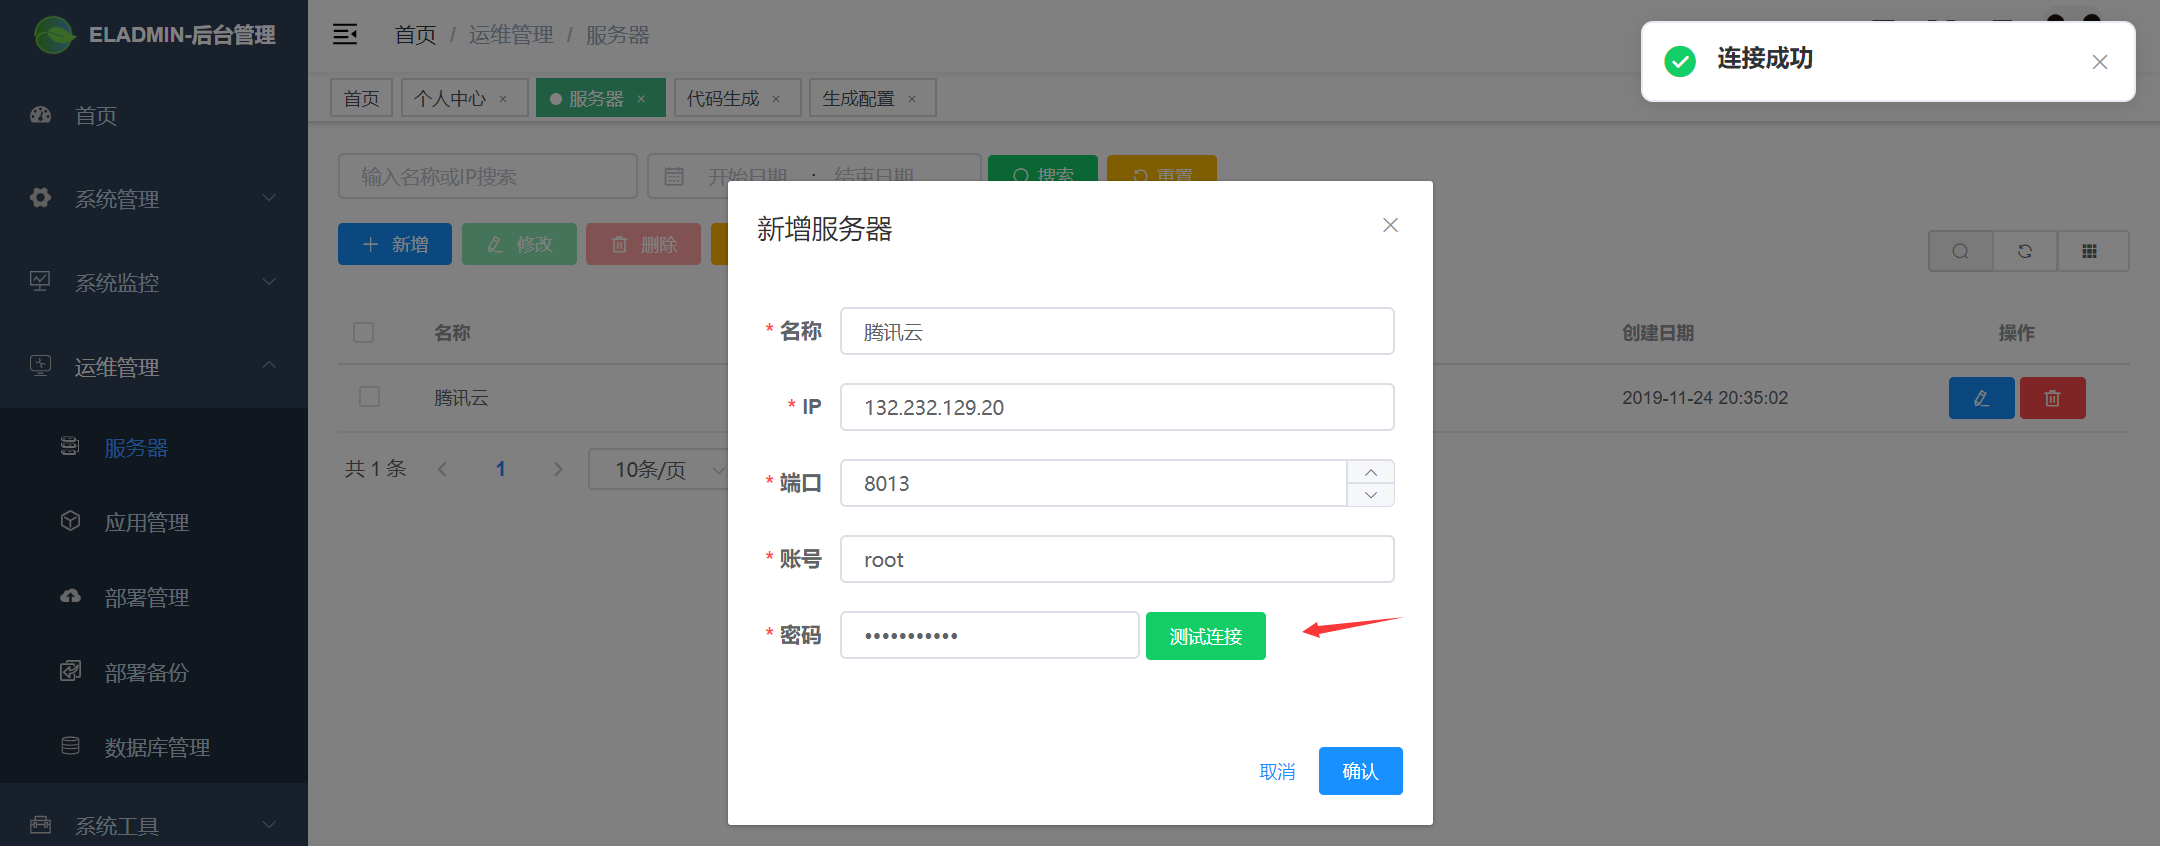 ELADMIN-后台管理
首页
系统管理
系统监控
运维管理
服务器
应用管理
部署管理
部署备份
数据库管理
系统工具
首页 / 运维管理 / 服务器
首页
个人中心 ×
服务器 ×
代码生成 ×
生成配置 ×
连接成功
输入名称或IP搜索
开始日期 : 结束日期
搜索
重置
新增
修改
删除
名称
创建日期
操作
腾讯云
2019-11-24 20:35:02
共 1 条
1
10条/页
新增服务器
* 名称
腾讯云
* IP
132.232.129.20
* 端口
8013
* 账号
root
* 密码
•••••••••••
测试连接
取消
确认